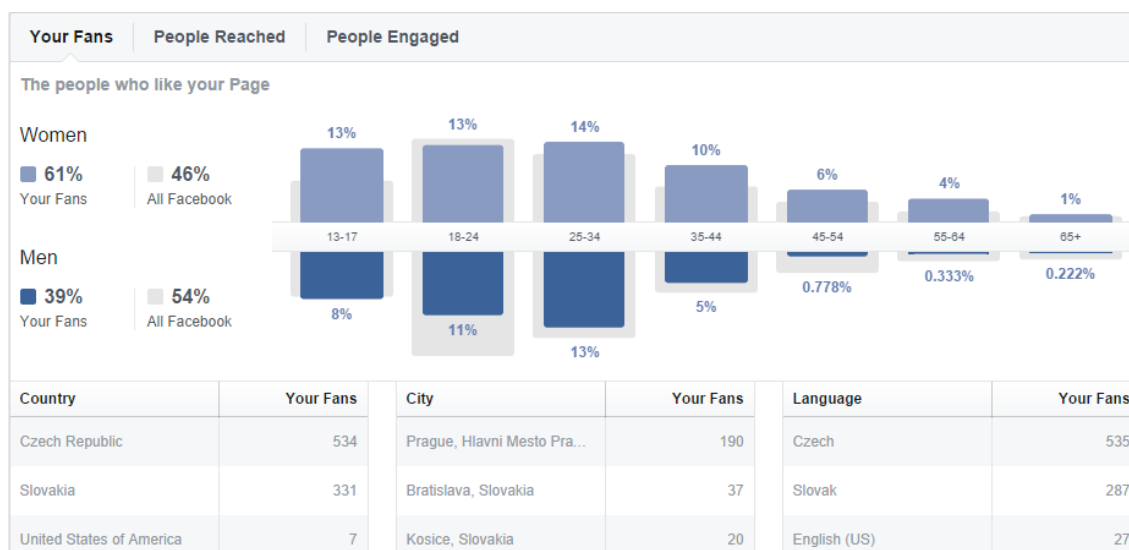 Your Fans People Reached People Engaged
The people who like your Page
Women
61% 46%
Your Fans All Facebook
13% 13% 14% 10% 6% 4% 1%
13-17 18-24 25-34 35-44 45-54 55-64 65+
Men
39% 54%
Your Fans All Facebook
8% 11% 13% 5% 0.778% 0.333% 0.222%
Country Your Fans City Your Fans Language Your Fans
Czech Republic 534 Prague, Hlavni Mesto Pra... 190 Czech 535
Slovakia 331 Bratislava, Slovakia 37 Slovak 287
United States of America 7 Kosice, Slovakia 20 English (US) 27